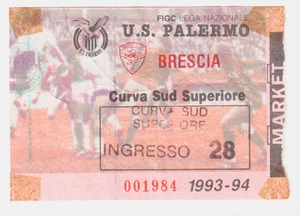 FIGC LEGA NAZIONALE
U.S. PALERMO
BRESCIA
Curva Sud Superiore
CURVA SUD
INGRESSO 28
001984 1993-94
MARKET